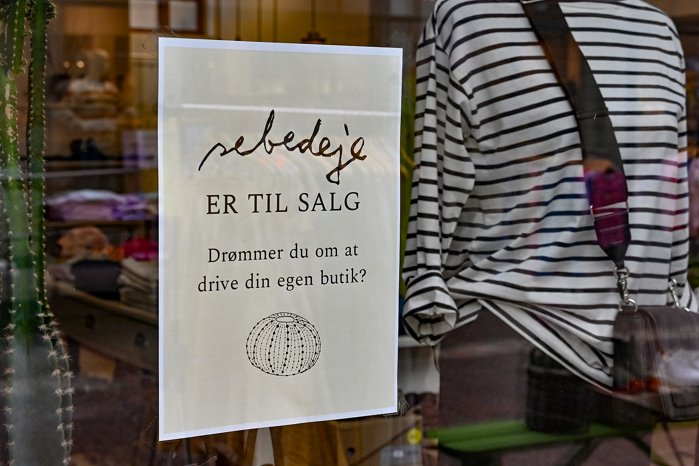 sebedeje
ER TIL SALG
Drømmer du om at
drive din egen butik?